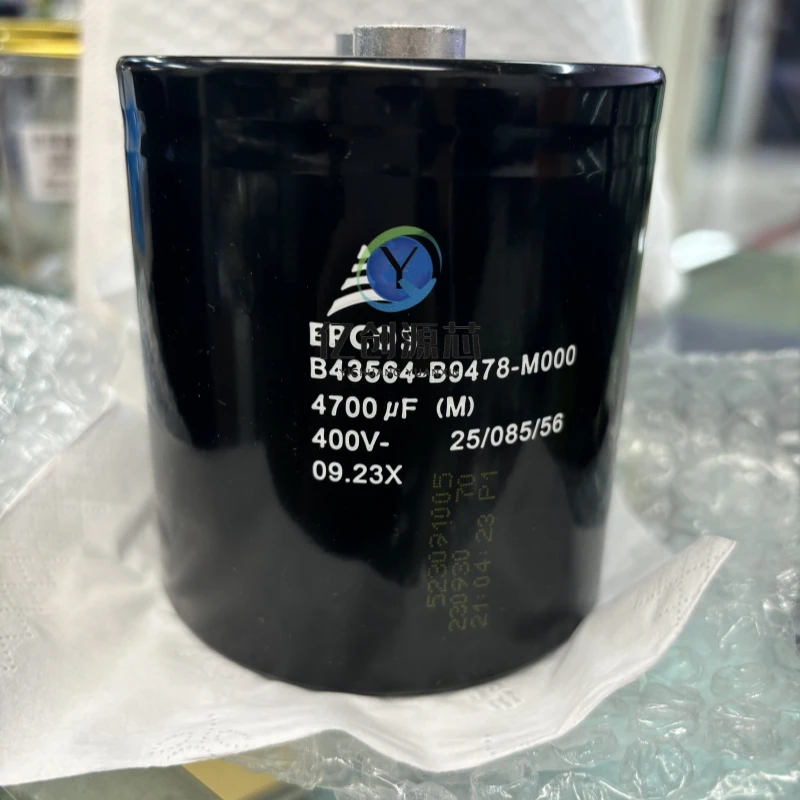 Y
EPCOS
亿创源芯
B43564-B9478-M000
4700 µF (M)
400V-
25/085/56
09.23X
523091005
230930 70
21:04:23 P1